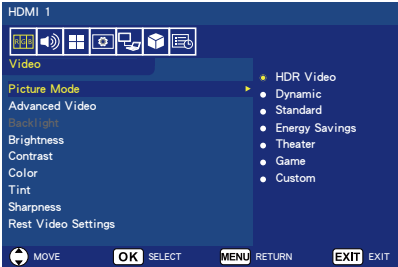 HDMI 1
RGB
Video
Picture Mode
Advanced Video
Backlight
Brightness
Contrast
Color
Tint
Sharpness
Rest Video Settings
HDR Video
Dynamic
Standard
Energy Savings
Theater
Game
Custom
MOVE OK SELECT MENU RETURN EXIT EXIT